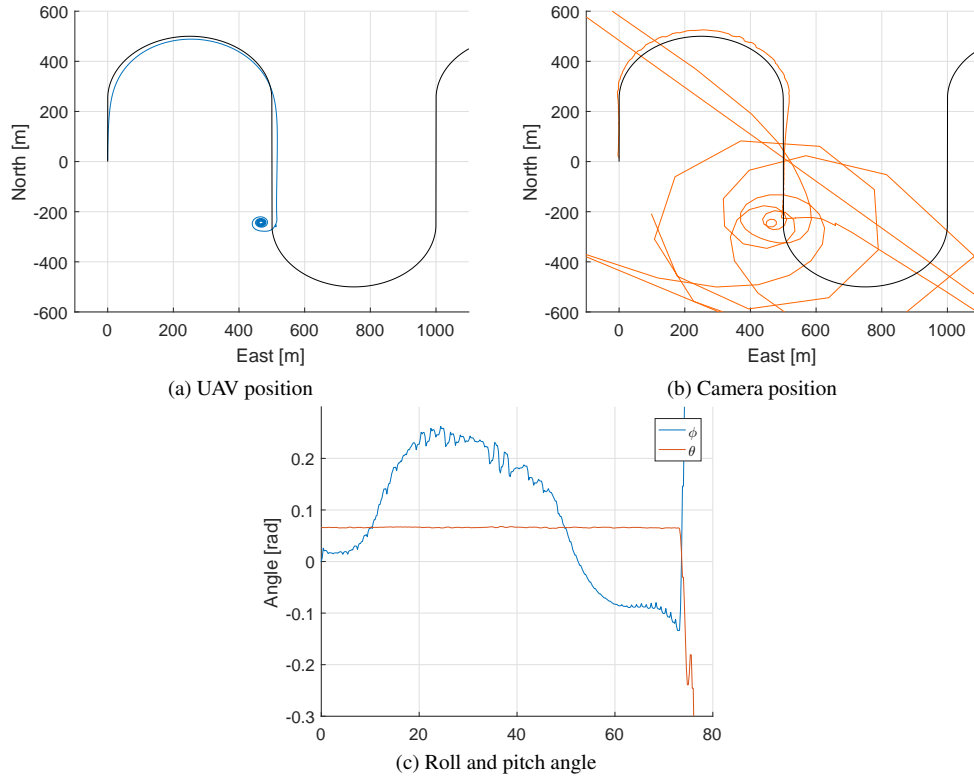 600
400
200
0
-200
-400
-600
North [m]
0 200 400 600 800 1000
East [m]
(a) UAV position
600
400
200
0
-200
-400
-600
North [m]
0 200 400 600 800 1000
East [m]
(b) Camera position
ϕ
θ
0.2
0.1
0
-0.1
-0.2
-0.3
Angle [rad]
0 20 40 60 80
(c) Roll and pitch angle